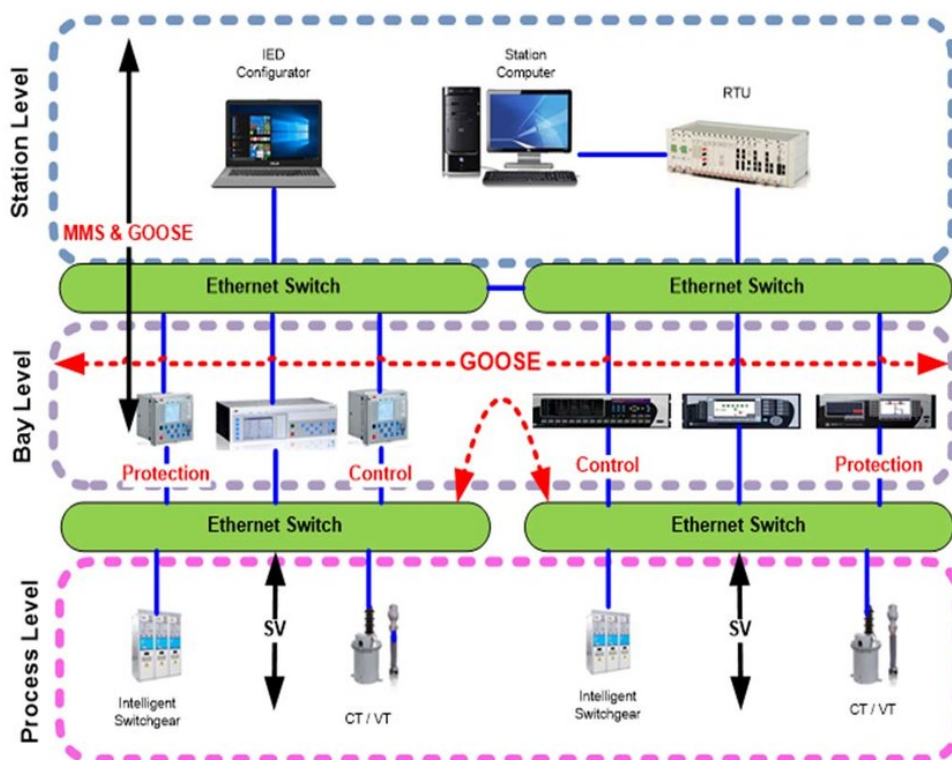 Station Level
IED
Configurator
Station
Computer
RTU
MMS & GOOSE
Ethernet Switch
Ethernet Switch
Bay Level
GOOSE
Protection
Control
Control
Protection
Ethernet Switch
Ethernet Switch
Process Level
SV
SV
Intelligent
Switchgear
CT / VT
Intelligent
Switchgear
CT / VT